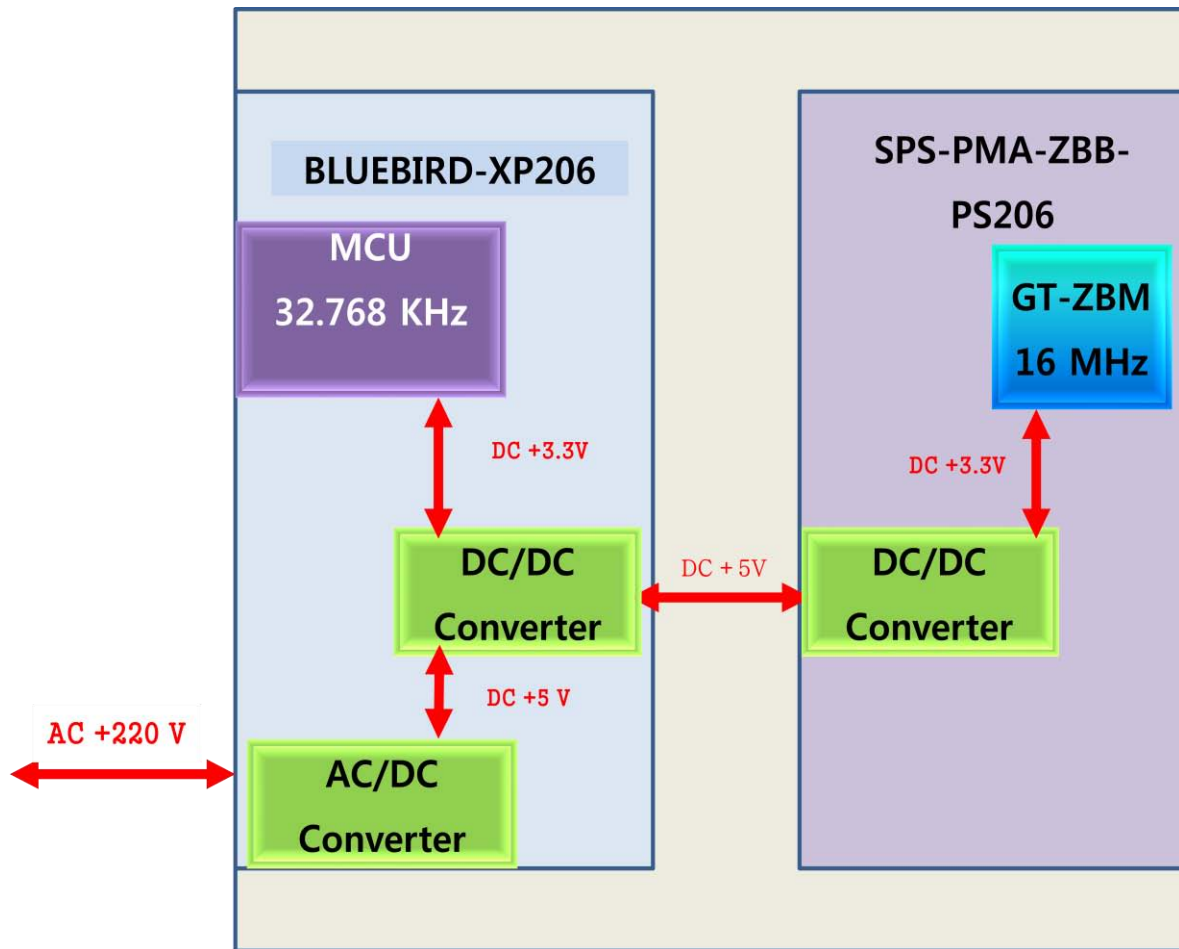 BLUEBIRD-XP206
MCU
32.768 KHz
DC +3.3V
DC/DC
Converter
DC +5 V
AC +220 V
AC/DC
Converter
DC + 5V
SPS-PMA-ZBB-
PS206
GT-ZBM
16 MHz
DC +3.3V
DC/DC
Converter